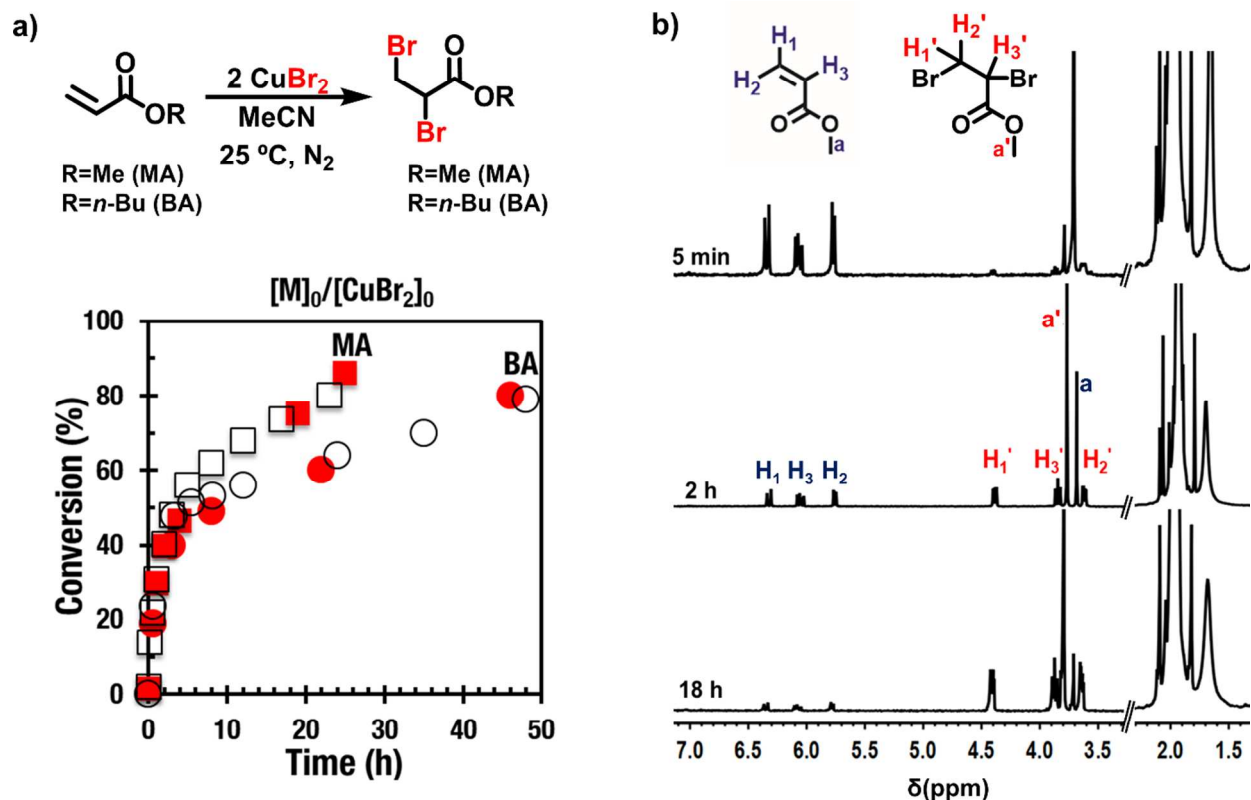 a)
Br
O
OR
2 CuBr₂
MeCN
25 ºC, N₂
O
OR
Br
R=Me (MA)
R=n-Bu (BA)
R=Me (MA)
R=n-Bu (BA)
[M]₀/[CuBr₂]₀
MA
BA
Conversion (%)
100
80
60
40
20
0
0 10 20 30 40 50
Time (h)
b)
H₁
H₂
H₃
O
O
a
H₁'
H₂'
H₃'
Br
Br
O
O
a'
5 min
a'
a
2 h
H₁ H₃ H₂ H₁' H₃' H₂'
18 h
7.0 6.5 6.0 5.5 5.0 4.5 4.0 3.5 2.0 1.5
δ(ppm)